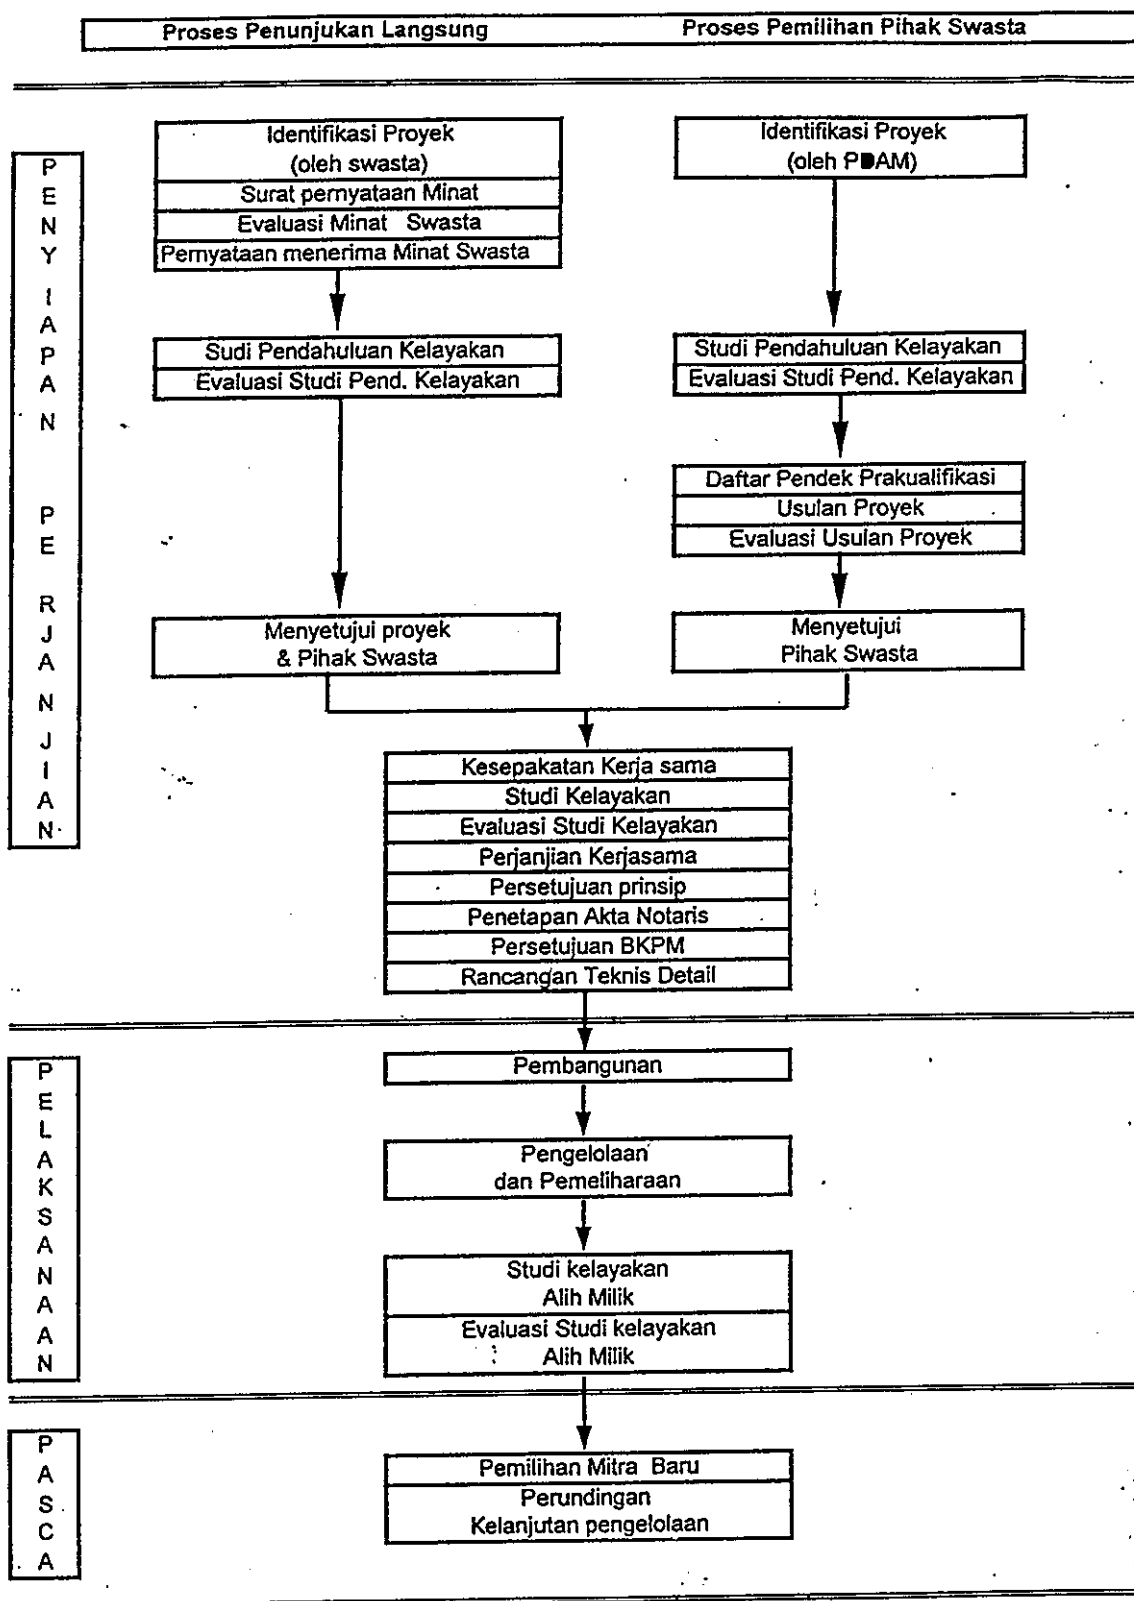 Proses Penunjukan Langsung
Proses Pemilihan Pihak Swasta
PENYIAPAN PERJANJIAN
Identifikasi Proyek
(oleh swasta)
Surat pernyataan Minat
Evaluasi Minat Swasta
Pernyataan menerima Minat Swasta
Sudi Pendahuluan Kelayakan
Evaluasi Studi Pend. Kelayakan
Menyetujui proyek
& Pihak Swasta
Identifikasi Proyek
(oleh PDAM)
Studi Pendahuluan Kelayakan
Evaluasi Studi Pend. Kelayakan
Daftar Pendek Prakualifikasi
Usulan Proyek
Evaluasi Usulan Proyek
Menyetujui
Pihak Swasta
Kesepakatan Kerja sama
Studi Kelayakan
Evaluasi Studi Kelayakan
Perjanjian Kerjasama
Persetujuan prinsip
Penetapan Akta Notaris
Persetujuan BKPM
Rancangan Teknis Detail
PELAKSANAAN
Pembangunan
Pengelolaan
dan Pemeliharaan
Studi kelayakan
Alih Milik
Evaluasi Studi kelayakan
Alih Milik
PASCA
Pemilihan Mitra Baru
Perundingan
Kelanjutan pengelolaan